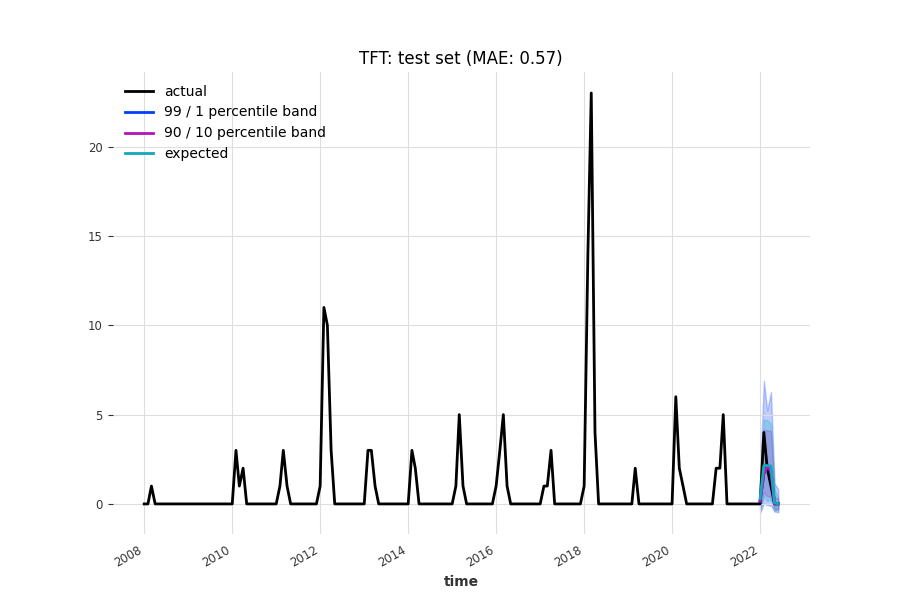 TFT: test set (MAE: 0.57)
actual
99 / 1 percentile band
90 / 10 percentile band
expected
20
15
10
5
0
2008
2010
2012
2014
2016
2018
2020
2022
time